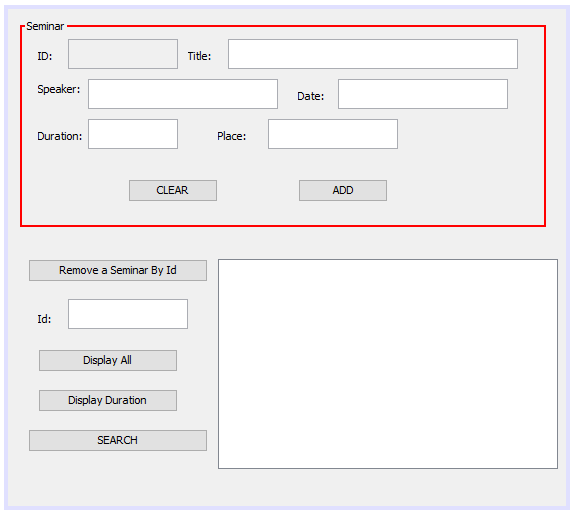 Seminar
ID: Title:
Speaker: Date:
Duration: Place:
CLEAR ADD
Remove a Seminar By Id
Id:
Display All
Display Duration
SEARCH